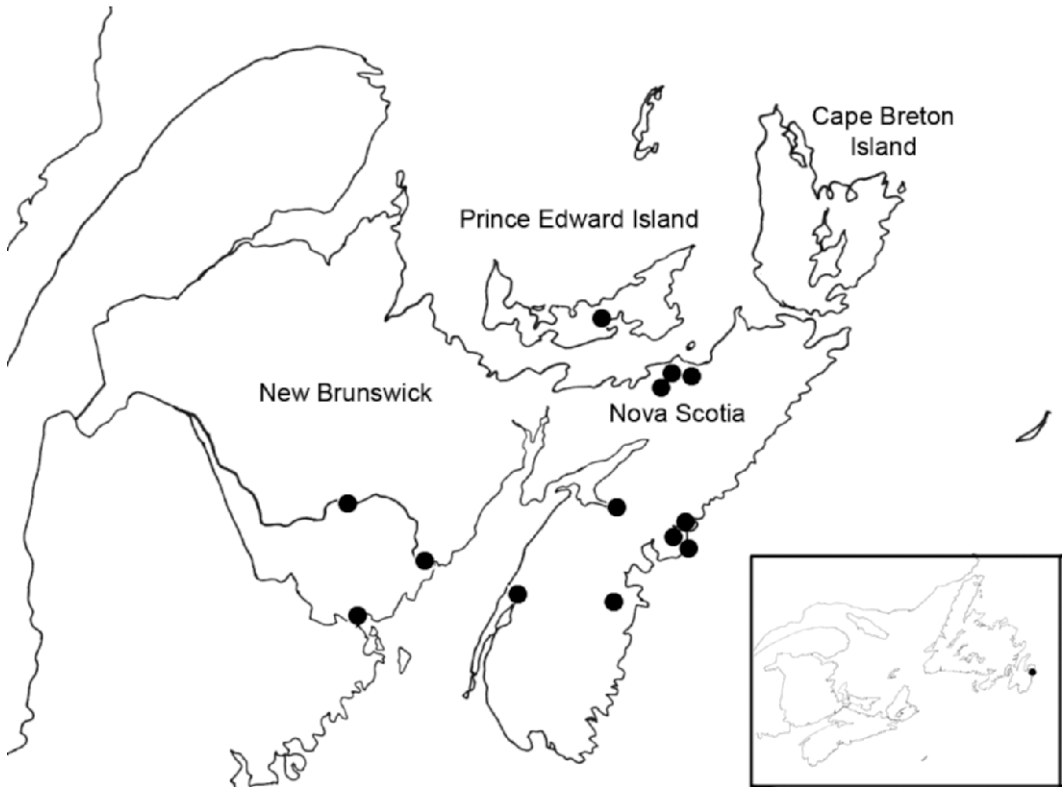 Cape Breton
Island
Prince Edward Island
New Brunswick
Nova Scotia